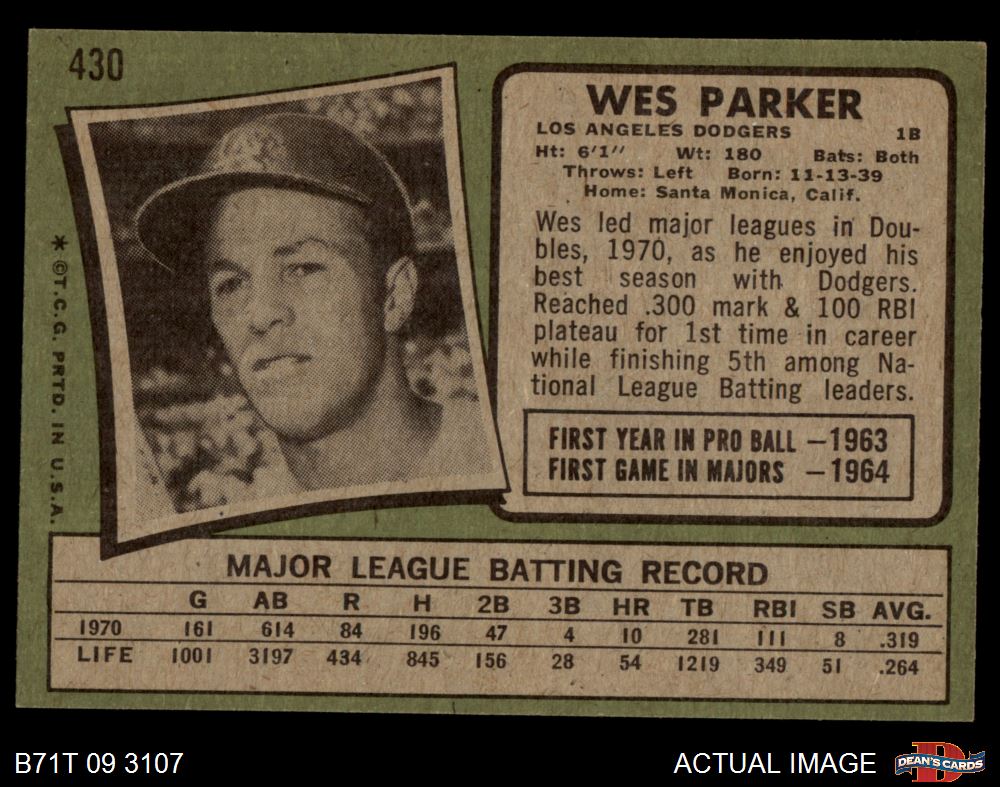 430
WES PARKER
LOS ANGELES DODGERS 1B
Ht: 6'1" Wt: 180 Bats: Both
Throws: Left Born: 11-13-39
Home: Santa Monica, Calif.
Wes led major leagues in Dou-
bles, 1970, as he enjoyed his
best season with Dodgers.
Reached .300 mark & 100 RBI
plateau for 1st time in career
while finishing 5th among Na-
tional League Batting leaders.
FIRST YEAR IN PRO BALL —1963
FIRST GAME IN MAJORS —1964
* ©T.C.G. PRTD. IN U.S.A.
MAJOR LEAGUE BATTING RECORD
G AB R H 2B 3B HR TB RBI SB AVG.
1970 161 614 84 196 47 4 10 281 111 8 .319
LIFE 1001 3197 434 845 156 28 54 1219 349 51 .264
B71T 09 3107
ACTUAL IMAGE
D
DEAN'S CARDS